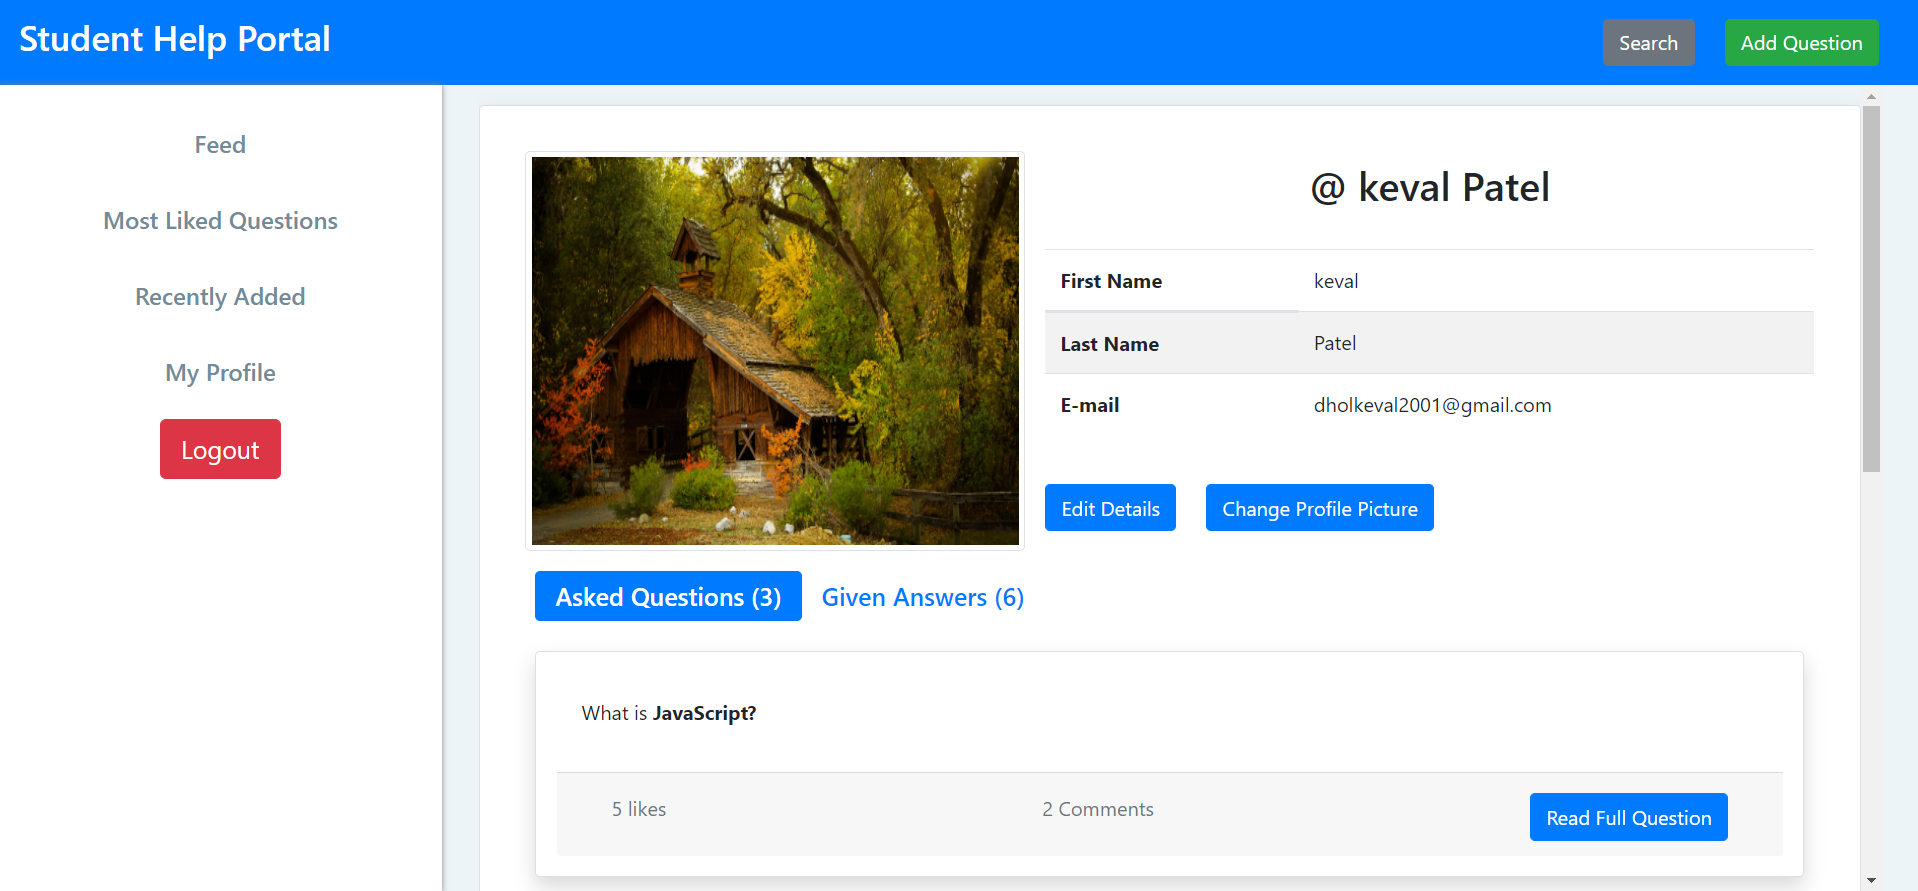 Student Help Portal
Search
Add Question
Feed
Most Liked Questions
Recently Added
My Profile
Logout
@ keval Patel
First Name keval
Last Name Patel
E-mail dholkeval2001@gmail.com
Edit Details
Change Profile Picture
Asked Questions (3)
Given Answers (6)
What is JavaScript?
5 likes
2 Comments
Read Full Question